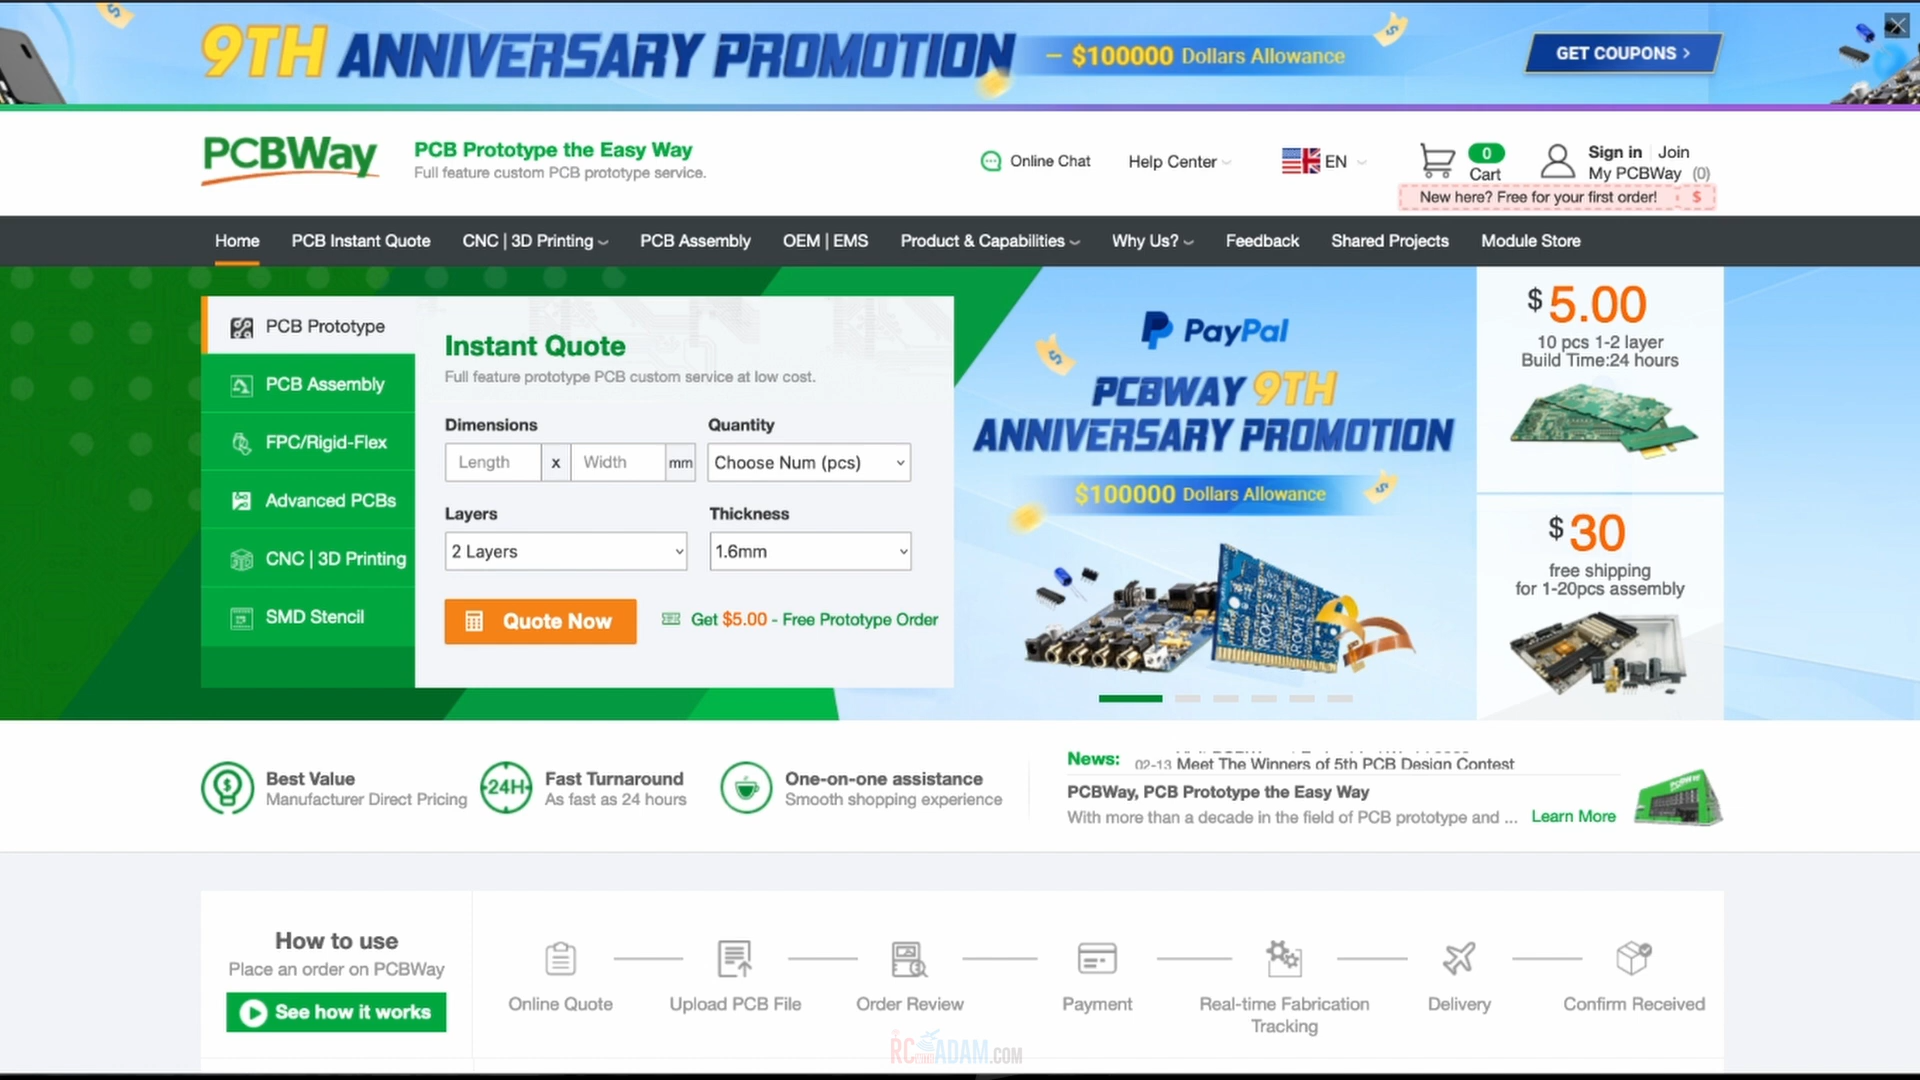 9TH ANNIVERSARY PROMOTION – $100000 Dollars Allowance GET COUPONS >
PCBWay
PCB Prototype the Easy Way
Full feature custom PCB prototype service.
Online Chat Help Center EN
0
Cart
Sign in | Join
My PCBWay (0)
New here? Free for your first order! $
Home PCB Instant Quote CNC | 3D Printing PCB Assembly OEM | EMS Product & Capabilities Why Us? Feedback Shared Projects Module Store
PCB Prototype
PCB Assembly
FPC/Rigid-Flex
Advanced PCBs
CNC | 3D Printing
SMD Stencil
Instant Quote
Full feature prototype PCB custom service at low cost.
Dimensions Quantity
Length x Width mm Choose Num (pcs)
Layers Thickness
2 Layers 1.6mm
Quote Now Get $5.00 - Free Prototype Order
PayPal
PCBWAY 9TH
ANNIVERSARY PROMOTION
$100000 Dollars Allowance
ROM2
ROM1
$5.00
10 pcs 1-2 layer
Build Time:24 hours
$30
free shipping
for 1-20pcs assembly
Best Value
Manufacturer Direct Pricing
24H
Fast Turnaround
As fast as 24 hours
One-on-one assistance
Smooth shopping experience
News:
02-13 Meet The Winners of 5th PCB Design Contest
PCBWay, PCB Prototype the Easy Way
With more than a decade in the field of PCB prototype and ... Learn More
PCBWay
How to use
Place an order on PCBWay
See how it works
Online Quote
Upload PCB File
Order Review
Payment
Real-time Fabrication
Tracking
Delivery
Confirm Received
RC ADAM.COM